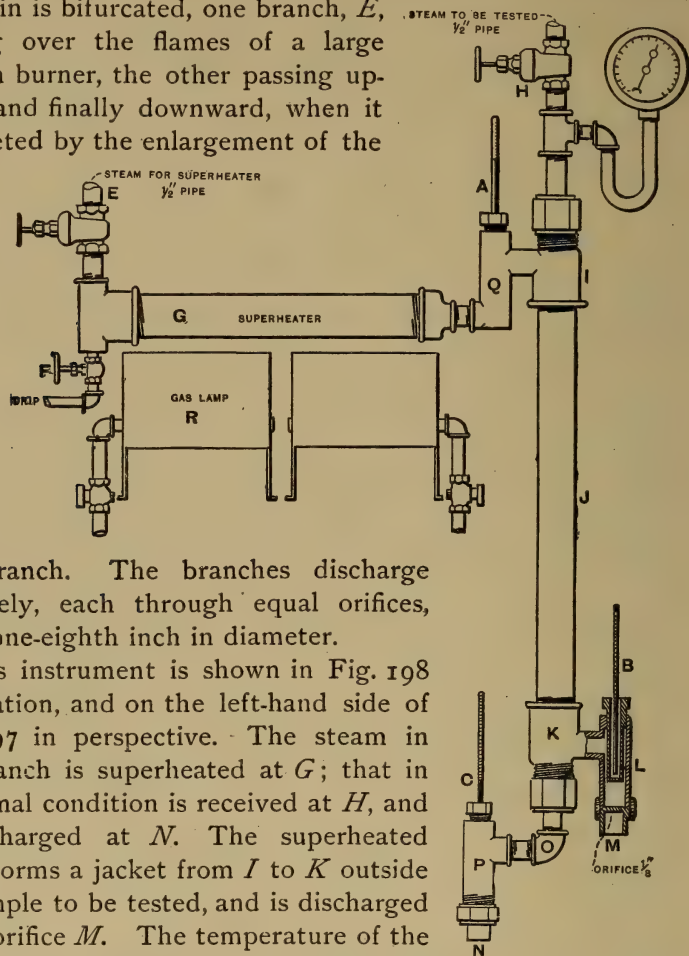 in is bifurcated, one branch, E,
over the flames of a large
burner, the other passing up-
and finally downward, when it
eted by the enlargement of the
STEAM TO BE TESTED
½" PIPE
H
A
STEAM FOR SUPERHEATER
½" PIPE
E
I
Q
G SUPERHEATER
F
DRIP
GAS LAMP
R
J
ranch. The branches discharge
ely, each through equal orifices,
one-eighth inch in diameter.
s instrument is shown in Fig. 198
ation, and on the left-hand side of
97 in perspective. The steam in
anch is superheated at G; that in
mal condition is received at H, and
harged at N. The superheated
orms a jacket from I to K outside
mple to be tested, and is discharged
orifice M. The temperature of the
B
K
L
C
M
ORIFICE ⅛"
O
P
N